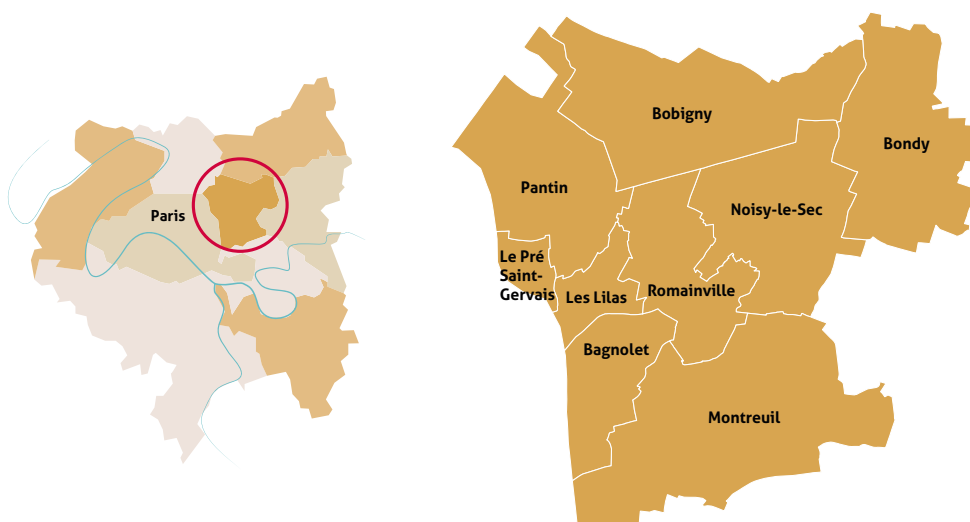 Paris
Bobigny
Bondy
Pantin
Noisy-le-Sec
Le Pré
Saint-
Gervais
Les Lilas
Romainville
Bagnolet
Montreuil